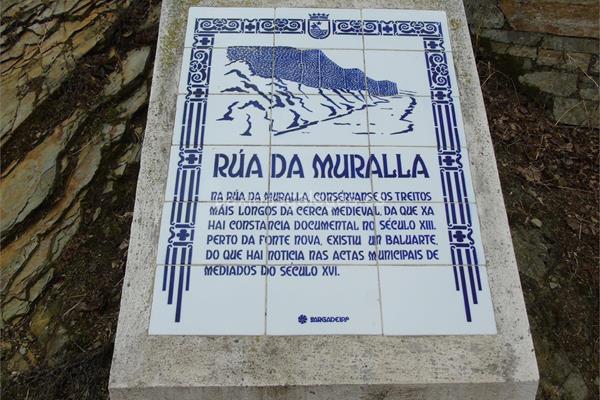 RÚA DA MURALLA
NA RÚA DA MURALLA, CONSÉRVANSE OS TREITOS
MÁIS LONGOS DA CERCA MEDIEVAL, DA QUE XA
HAI CONSTANCIA DOCUMENTAL NO SÉCULO XIII.
PERTO DA FONTE NOVA, EXISTIU UN BALUARTE,
DO QUE HAI NOTICIA NAS ACTAS MUNICIPAIS DE
MEDIADOS DO SÉCULO XVI.
SARGADELOS